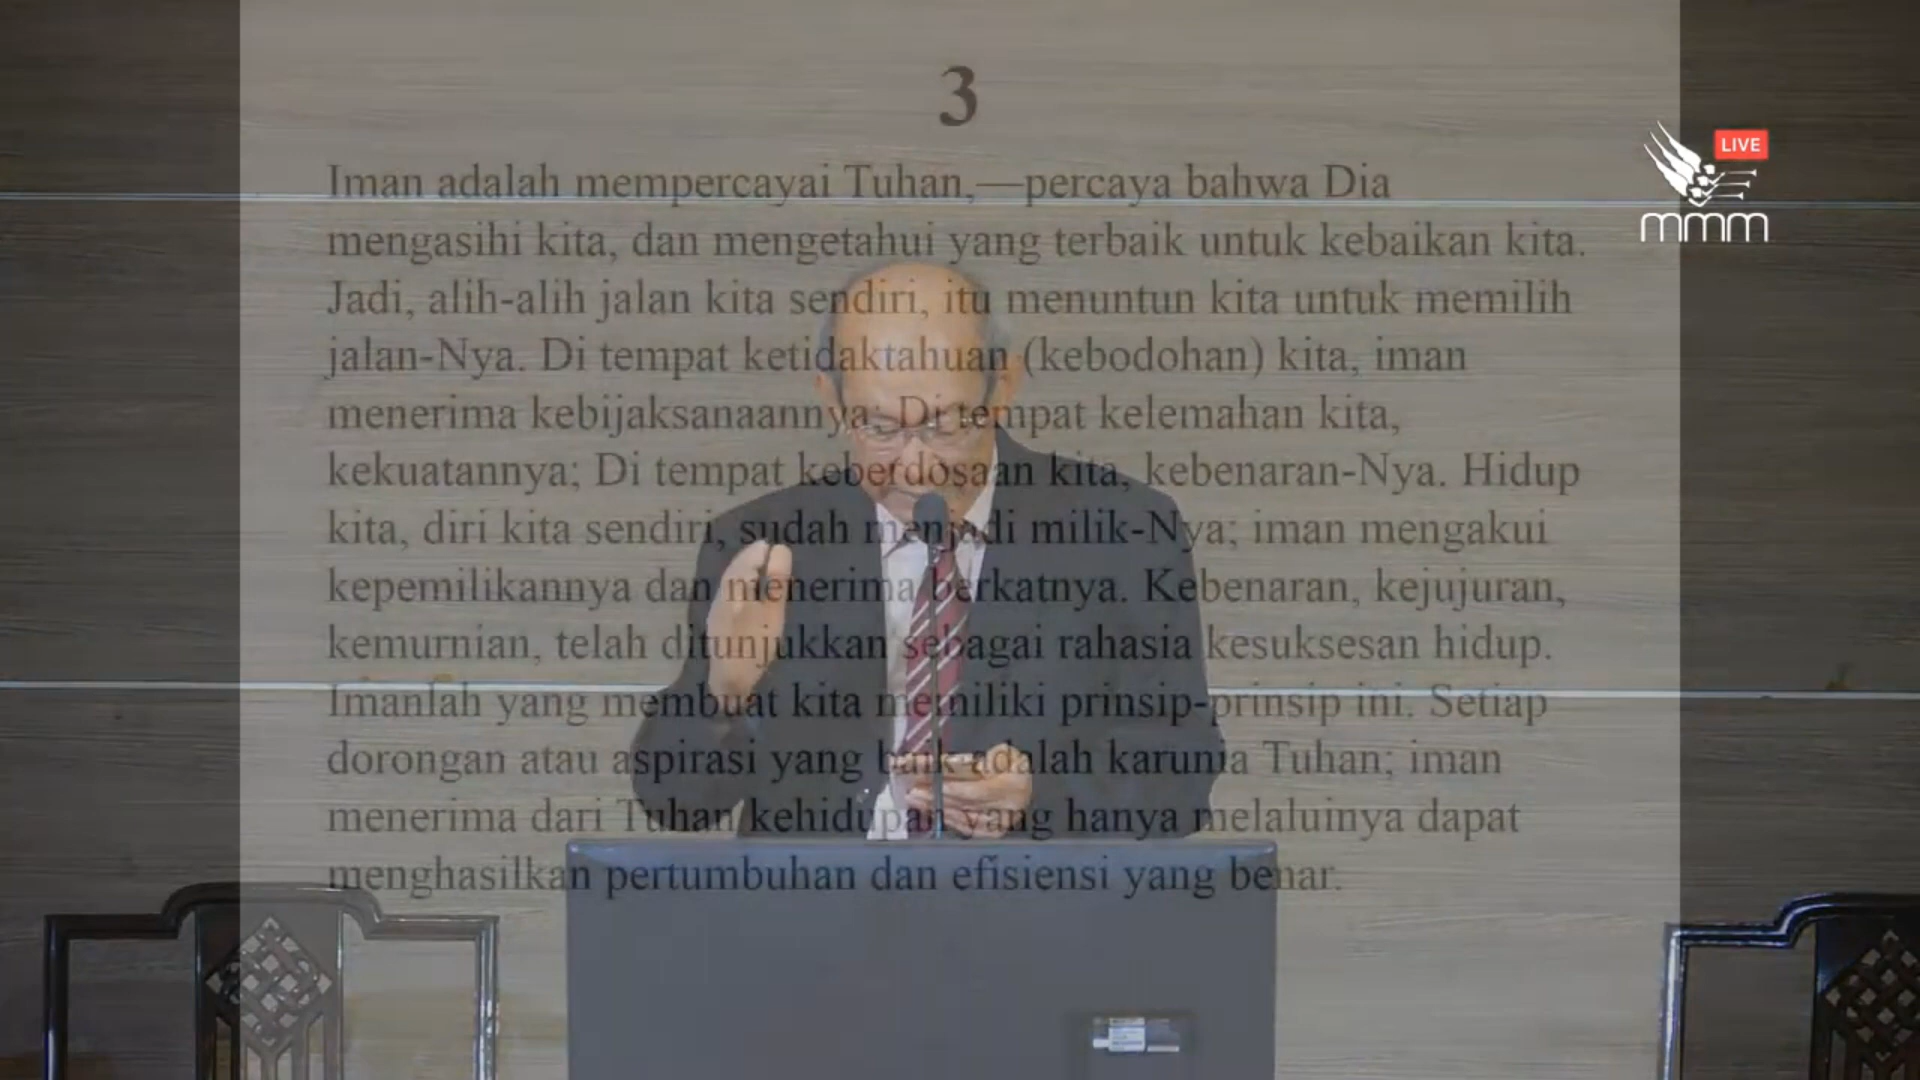 3
Iman adalah mempercayai Tuhan,—percaya bahwa Dia
mengasihi kita, dan mengetahui yang terbaik untuk kebaikan kita.
Jadi, alih-alih jalan kita sendiri, itu menuntun kita untuk memilih
jalan-Nya. Di tempat ketidaktahuan (kebodohan) kita, iman
menerima kebijaksanaannya; Di tempat kelemahan kita,
kekuatannya; Di tempat keberdosaan kita, kebenaran-Nya. Hidup
kita, diri kita sendiri, sudah menjadi milik-Nya; iman mengakui
kepemilikannya dan menerima berkatnya. Kebenaran, kejujuran,
kemurnian, telah ditunjukkan sebagai rahasia kesuksesan hidup.
Imanlah yang membuat kita memiliki prinsip-prinsip ini. Setiap
dorongan atau aspirasi yang baik adalah karunia Tuhan; iman
menerima dari Tuhan kehidupan yang hanya melaluinya dapat
menghasilkan pertumbuhan dan efisiensi yang benar.
LIVE
mmm